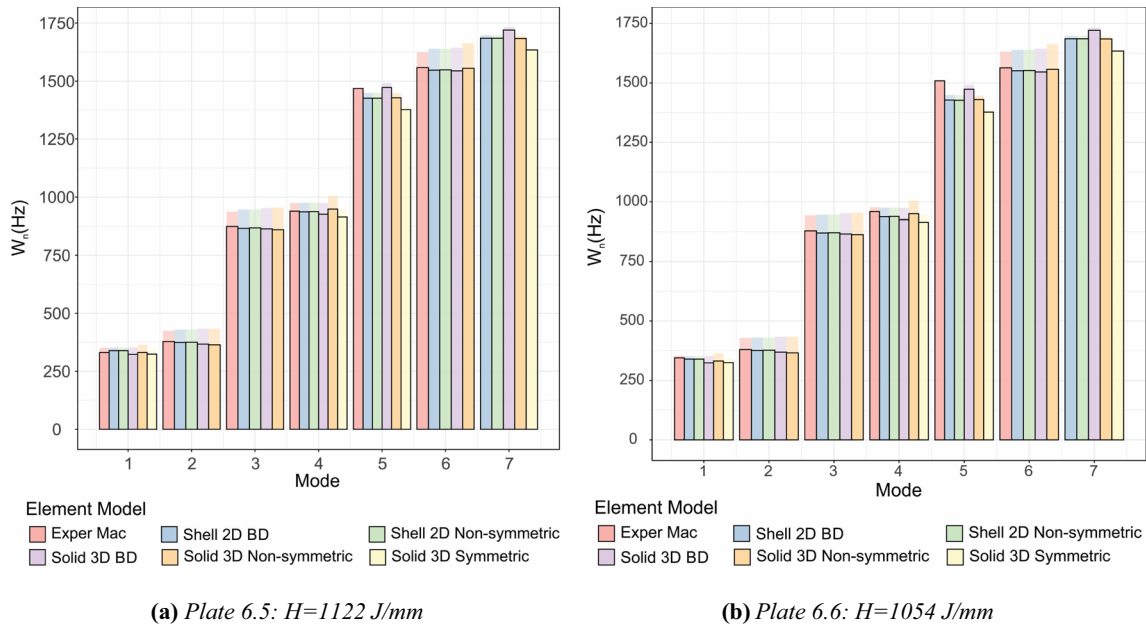 1750
1500
1250
1000
750
500
250
0
Wn(Hz)
1 2 3 4 5 6 7
Mode
Element Model
Exper Mac Shell 2D BD Shell 2D Non-symmetric
Solid 3D BD Solid 3D Non-symmetric Solid 3D Symmetric
(a) Plate 6.5: H=1122 J/mm
1750
1500
1250
1000
750
500
250
0
Wn(Hz)
1 2 3 4 5 6 7
Mode
Element Model
Exper Mac Shell 2D BD Shell 2D Non-symmetric
Solid 3D BD Solid 3D Non-symmetric Solid 3D Symmetric
(b) Plate 6.6: H=1054 J/mm